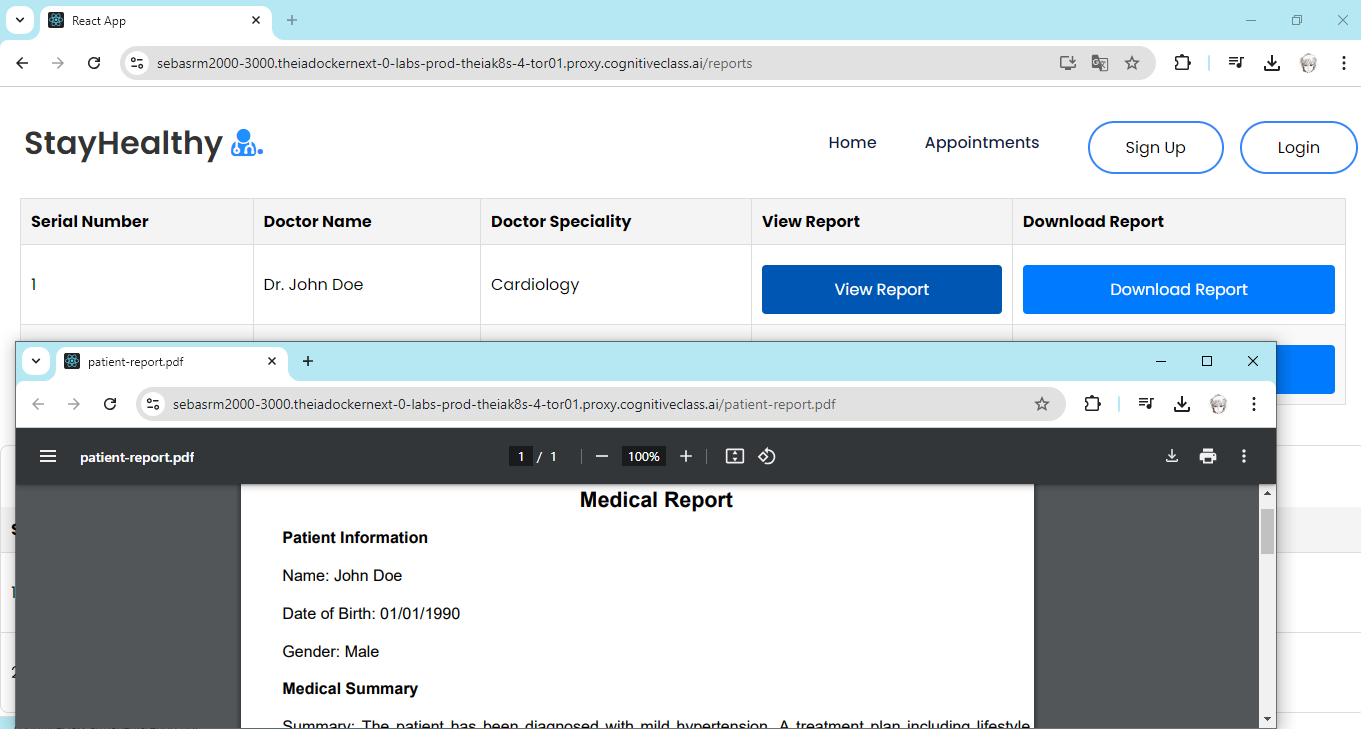 React App
sebasrm2000-3000.theiadockernext-0-labs-prod-theiak8s-4-tor01.proxy.cognitiveclass.ai/reports
StayHealthy
Home Appointments Sign Up Login
Serial Number Doctor Name Doctor Speciality View Report Download Report
1 Dr. John Doe Cardiology View Report Download Report
patient-report.pdf
sebasrm2000-3000.theiadockernext-0-labs-prod-theiak8s-4-tor01.proxy.cognitiveclass.ai/patient-report.pdf
patient-report.pdf 1 / 1 100%
Medical Report
Patient Information
Name: John Doe
Date of Birth: 01/01/1990
Gender: Male
Medical Summary
Summary: The patient has been diagnosed with mild hypertension. A treatment plan including lifestyle